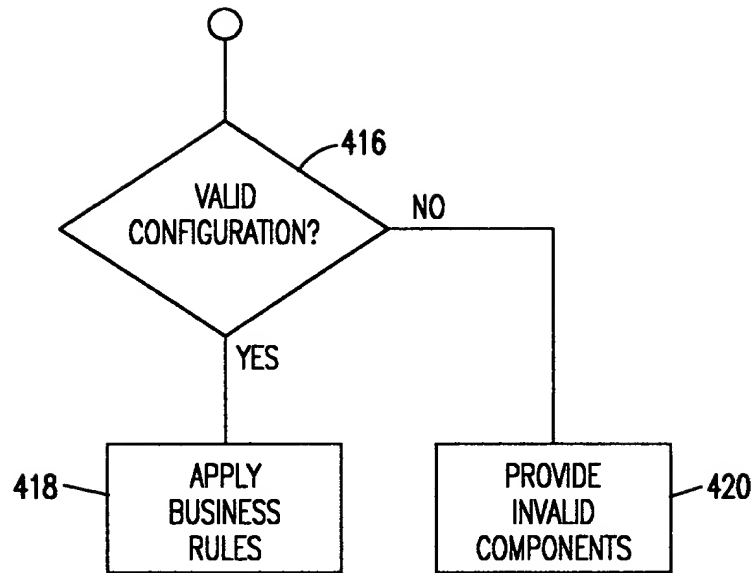 416
VALID
CONFIGURATION?
NO
YES
418
APPLY
BUSINESS
RULES
PROVIDE
INVALID
COMPONENTS
420